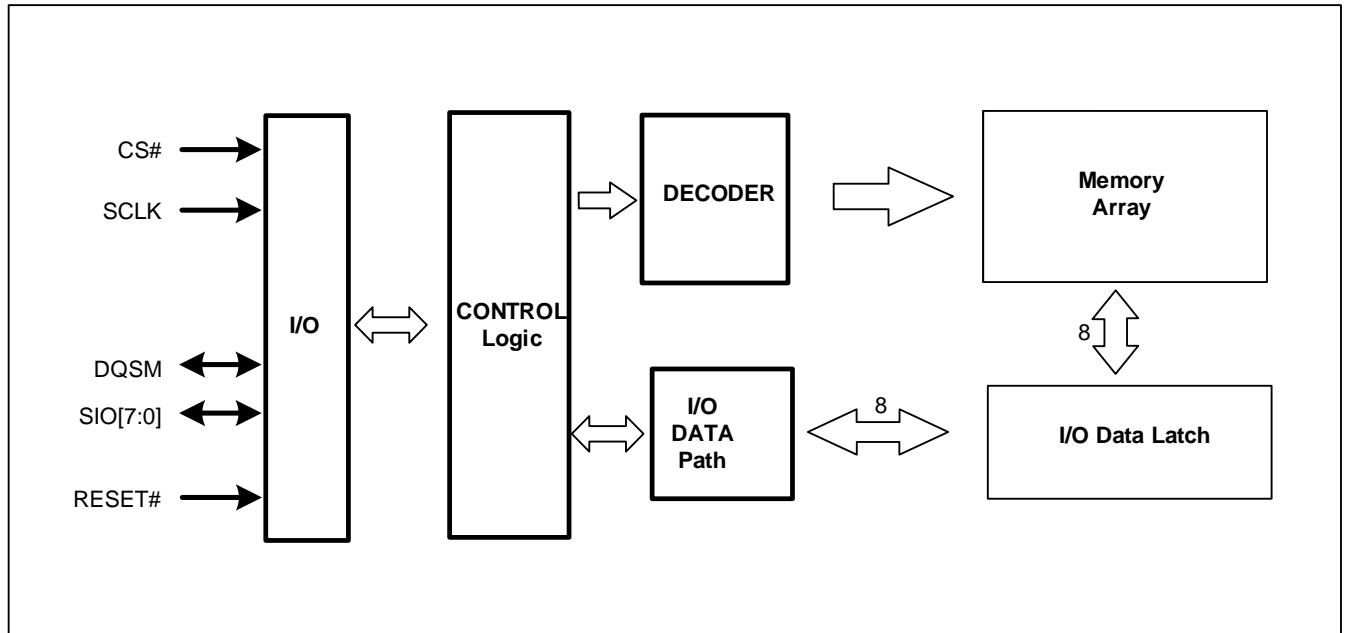 CS#
SCLK
DQSM
SIO[7:0]
RESET#
I/O
CONTROL
Logic
DECODER
I/O
DATA
Path
8
Memory
Array
8
I/O Data Latch